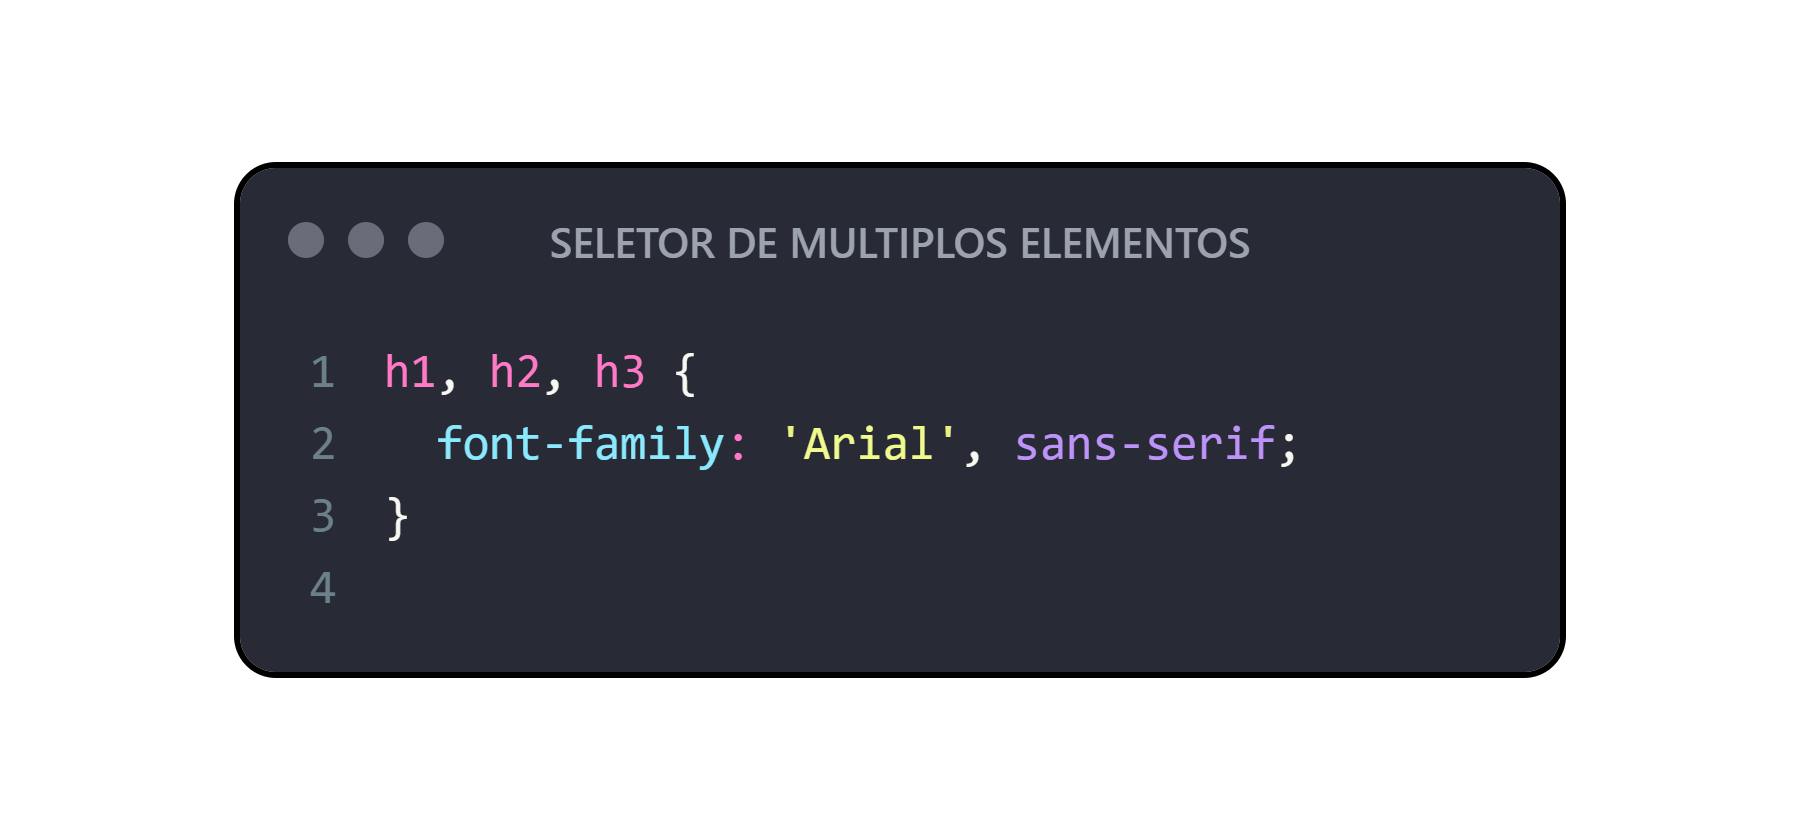 SELETOR DE MULTIPLOS ELEMENTOS
1 h1, h2, h3 {
2   font-family: 'Arial', sans-serif;
3 }
4